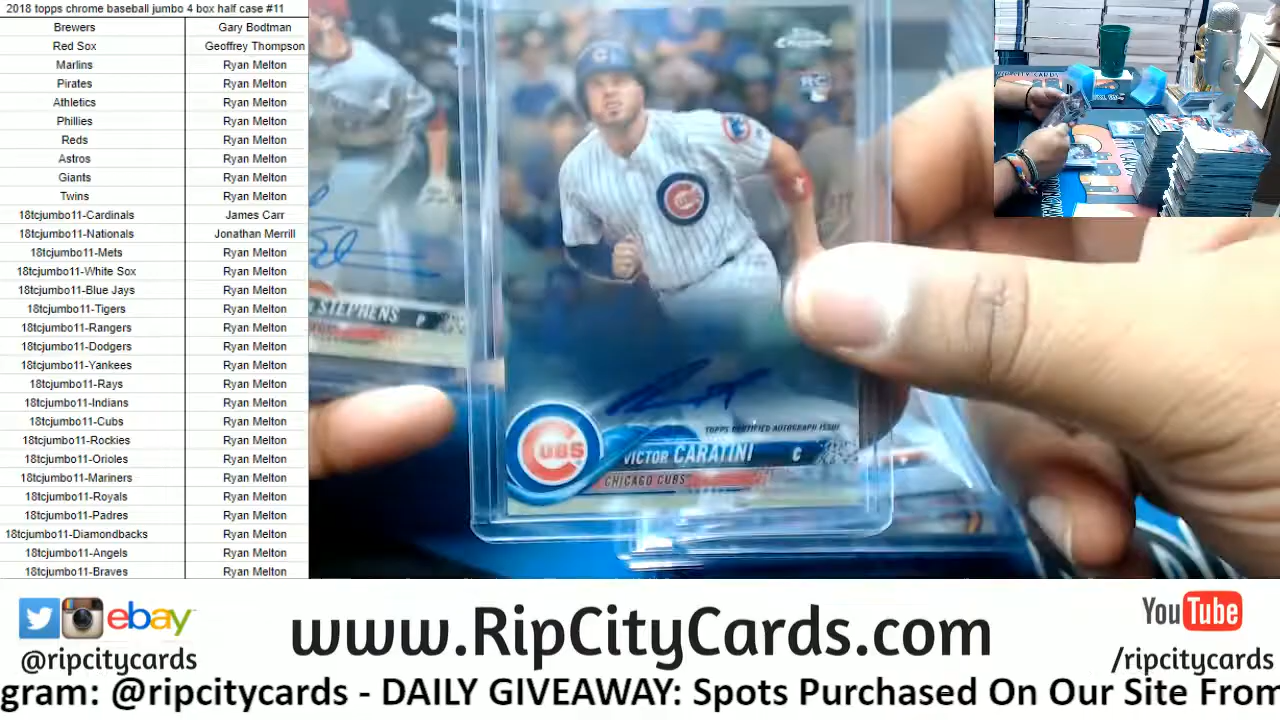 2018 topps chrome baseball jumbo 4 box half case #11
Brewers Gary Bodtman
Red Sox Geoffrey Thompson
Marlins Ryan Melton
Pirates Ryan Melton
Athletics Ryan Melton
Phillies Ryan Melton
Reds Ryan Melton
Astros Ryan Melton
Giants Ryan Melton
Twins Ryan Melton
18tcjumbo11-Cardinals James Carr
18tcjumbo11-Nationals Jonathan Merrill
18tcjumbo11-Mets Ryan Melton
18tcjumbo11-White Sox Ryan Melton
18tcjumbo11-Blue Jays Ryan Melton
18tcjumbo11-Tigers Ryan Melton
18tcjumbo11-Rangers Ryan Melton
18tcjumbo11-Dodgers Ryan Melton
18tcjumbo11-Yankees Ryan Melton
18tcjumbo11-Rays Ryan Melton
18tcjumbo11-Indians Ryan Melton
18tcjumbo11-Cubs Ryan Melton
18tcjumbo11-Rockies Ryan Melton
18tcjumbo11-Orioles Ryan Melton
18tcjumbo11-Mariners Ryan Melton
18tcjumbo11-Royals Ryan Melton
18tcjumbo11-Padres Ryan Melton
18tcjumbo11-Diamondbacks Ryan Melton
18tcjumbo11-Angels Ryan Melton
18tcjumbo11-Braves Ryan Melton
Chrome
RC
STEPHENS P
TOPPS CERTIFIED AUTOGRAPH ISSUE
CUBS
VICTOR CARATINI C
CHICAGO CUBS
ebay
@ripcitycards
www.RipCityCards.com
YouTube
/ripcitycards
gram: @ripcitycards - DAILY GIVEAWAY: Spots Purchased On Our Site From